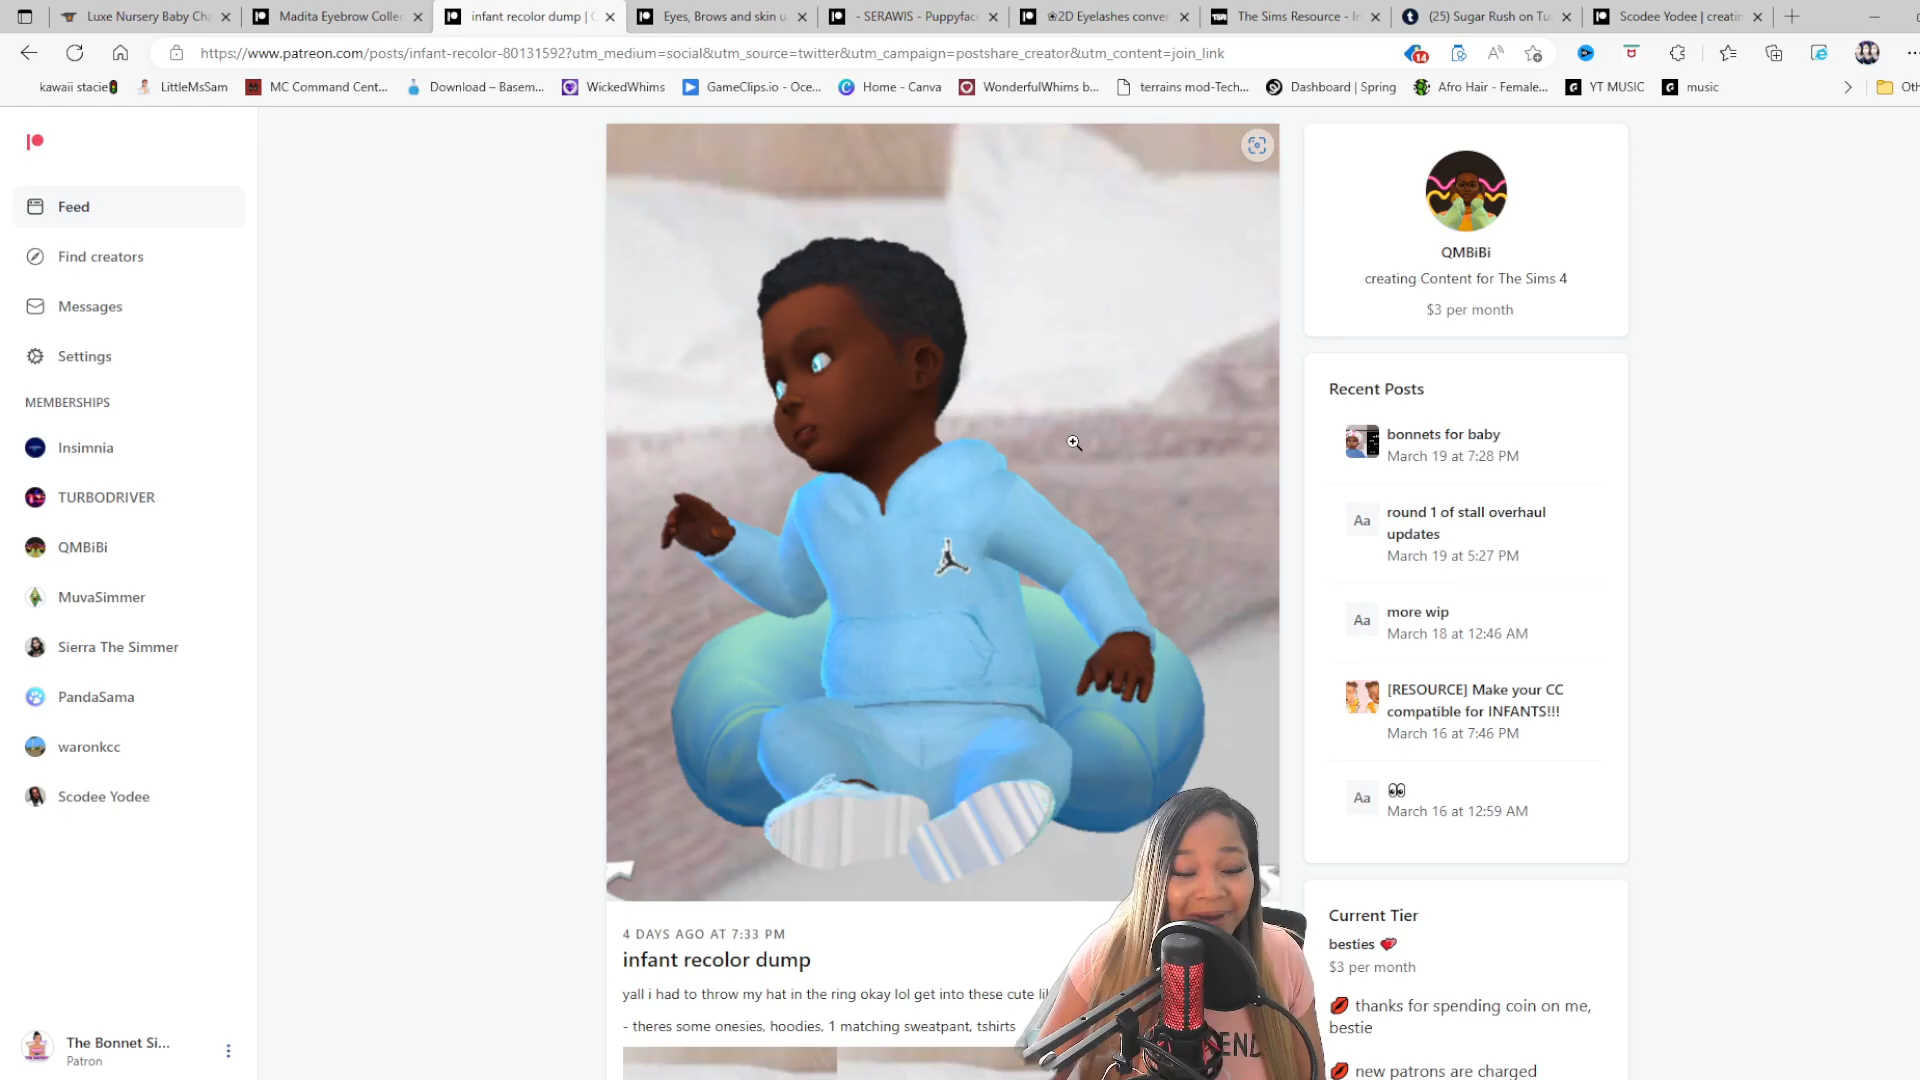 Luxe Nursery Baby Cha
Madita Eyebrow Collec
infant recolor dump |
Eyes, Brows and skin u
- SERAWIS - Puppyfac
❀2D Eyelashes conver
The Sims Resource - In
(25) Sugar Rush on Tu
Scodee Yodee | creatin
https://www.patreon.com/posts/infant-recolor-80131592?utm_medium=social&utm_source=twitter&utm_campaign=postshare_creator&utm_content=join_link
14
kawaii stacie
LittleMsSam
MC Command Cent...
Download – Basem...
WickedWhims
GameClips.io - Oce...
Home - Canva
WonderfulWhims b...
terrains mod-Tech...
Dashboard | Spring
Afro Hair - Female...
YT MUSIC
music
Oth
Feed
Find creators
Messages
Settings
MEMBERSHIPS
Insimnia
TURBODRIVER
QMBiBi
MuvaSimmer
Sierra The Simmer
PandaSama
waronkcc
Scodee Yodee
The Bonnet Si...
Patron
4 DAYS AGO AT 7:33 PM
infant recolor dump
yall i had to throw my hat in the ring okay lol get into these cute lil
- theres some onesies, hoodies, 1 matching sweatpant, tshirts
QMBiBi
creating Content for The Sims 4
$3 per month
Recent Posts
bonnets for baby
March 19 at 7:28 PM
Aa
round 1 of stall overhaul
updates
March 19 at 5:27 PM
Aa
more wip
March 18 at 12:46 AM
[RESOURCE] Make your CC
compatible for INFANTS!!!
March 16 at 7:46 PM
Aa
👀
March 16 at 12:59 AM
Current Tier
besties 💕
$3 per month
💋 thanks for spending coin on me,
bestie
💋 new patrons are charged